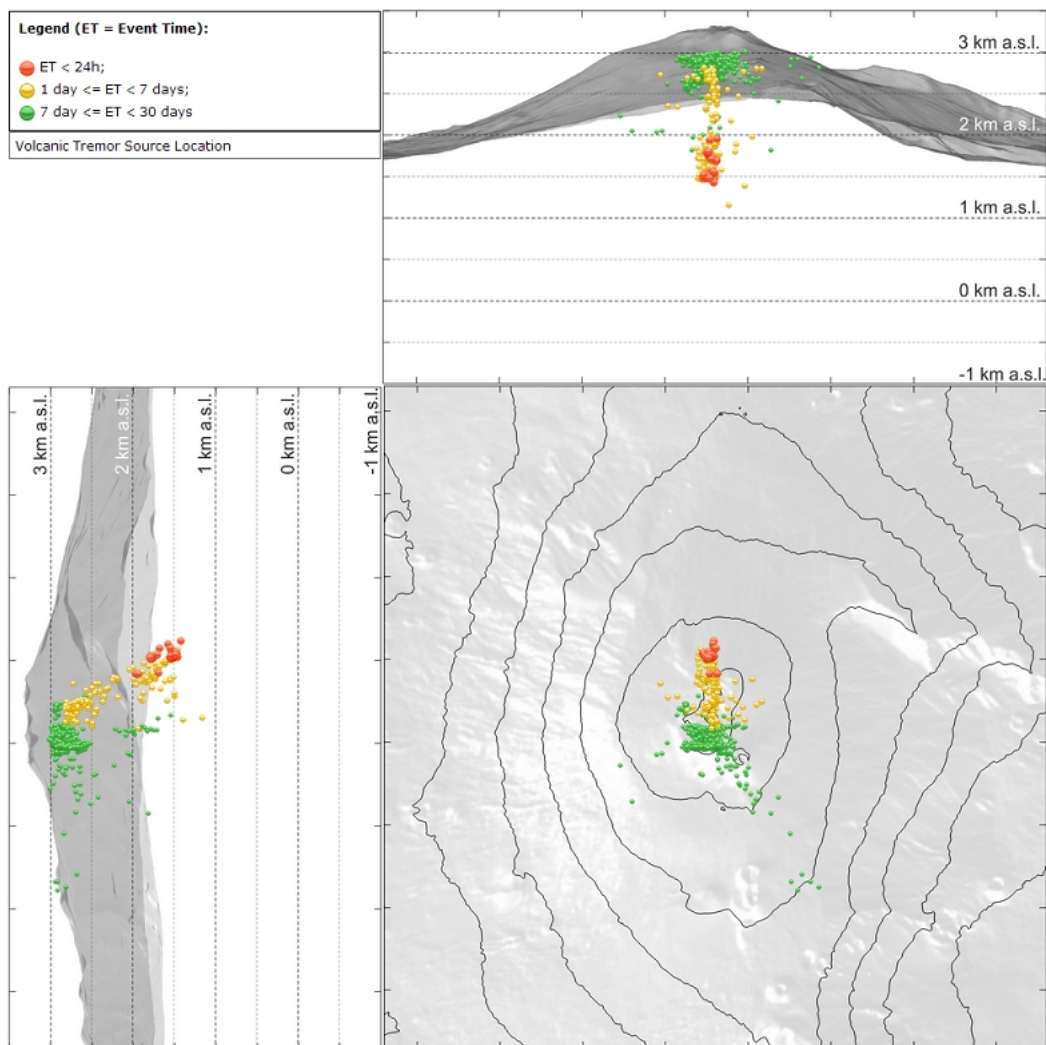 Legend (ET = Event Time):
ET < 24h;
1 day <= ET < 7 days;
7 day <= ET < 30 days
Volcanic Tremor Source Location
3 km a.s.l.
2 km a.s.l.
1 km a.s.l.
0 km a.s.l.
-1 km a.s.l.
3 km a.s.l.
2 km a.s.l.
1 km a.s.l.
0 km a.s.l.
-1 km a.s.l.